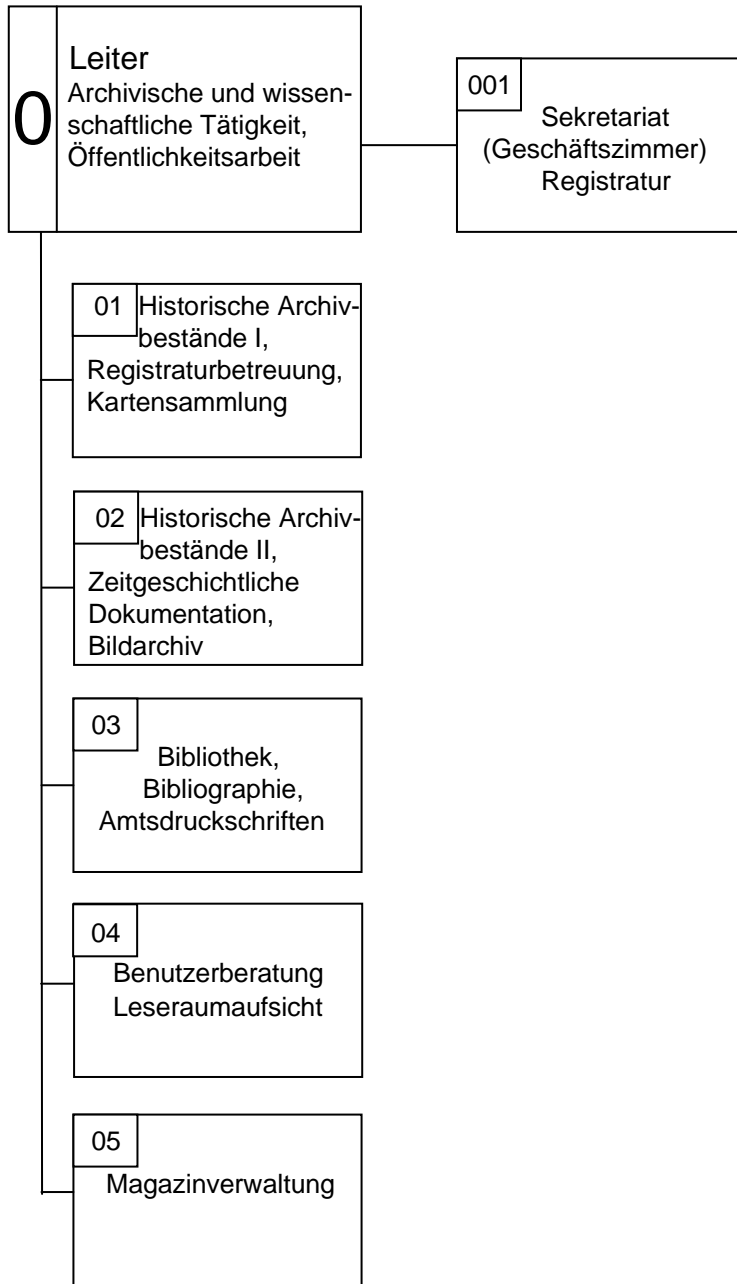 0
Leiter
Archivische und wissen-
schaftliche Tätigkeit,
Öffentlichkeitsarbeit
001
Sekretariat
(Geschäftszimmer)
Registratur
01 Historische Archiv-
bestände I,
Registraturbetreuung,
Kartensammlung
02 Historische Archiv-
bestände II,
Zeitgeschichtliche
Dokumentation,
Bildarchiv
03
Bibliothek,
Bibliographie,
Amtsdruckschriften
04
Benutzerberatung
Leseraumaufsicht
05
Magazinverwaltung